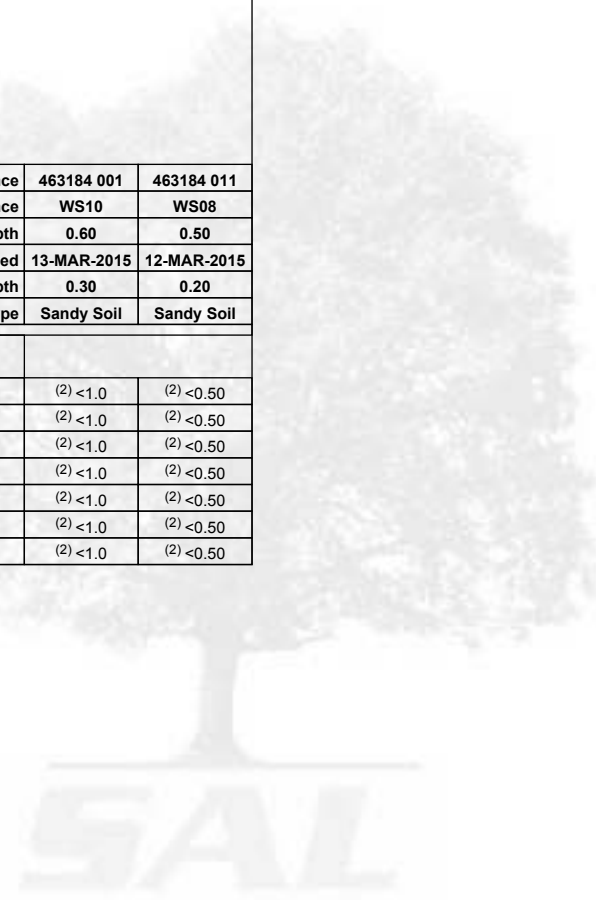 ce 463184 001 463184 011
ce WS10 WS08
pth 0.60 0.50
ed 13-MAR-2015 12-MAR-2015
pth 0.30 0.20
pe Sandy Soil Sandy Soil
(2) <1.0 (2) <0.50
(2) <1.0 (2) <0.50
(2) <1.0 (2) <0.50
(2) <1.0 (2) <0.50
(2) <1.0 (2) <0.50
(2) <1.0 (2) <0.50
(2) <1.0 (2) <0.50
SAL